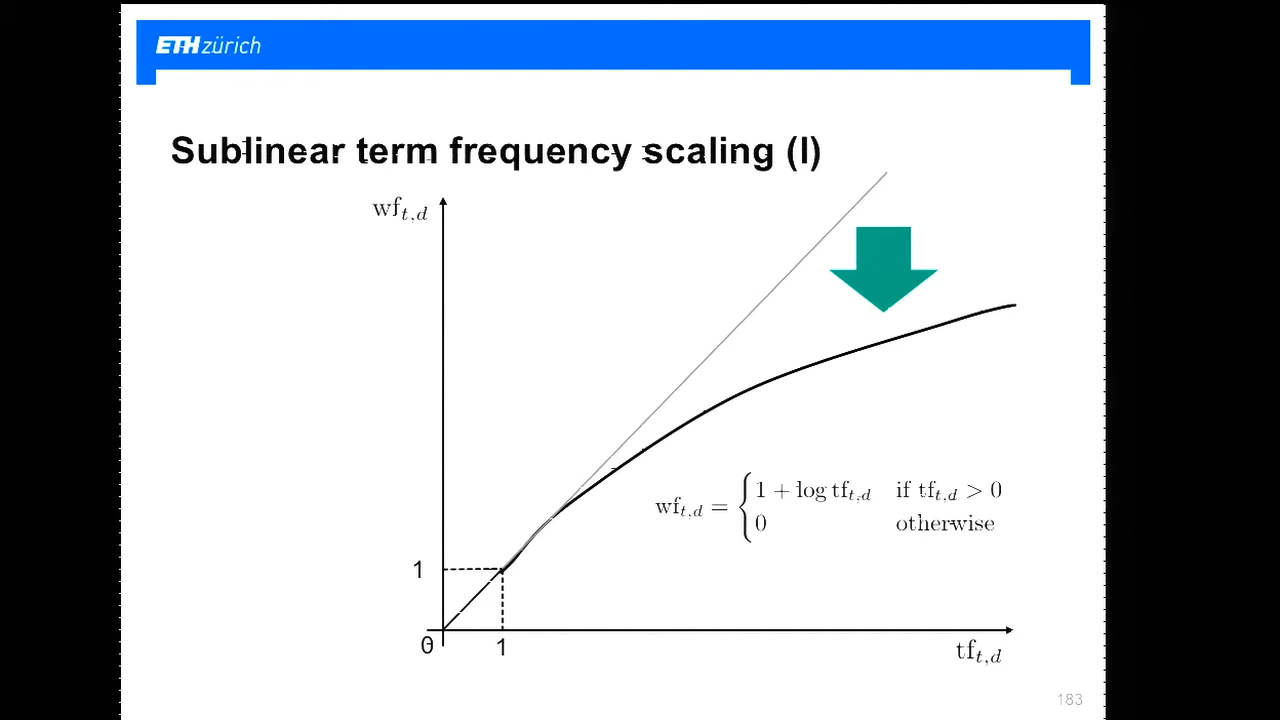 ETH zürich
Sublinear term frequency scaling (I)
wf_{t,d}
wf_{t,d} = { 1 + log tf_{t,d} if tf_{t,d} > 0
0 otherwise
1
0 1
tf_{t,d}
183